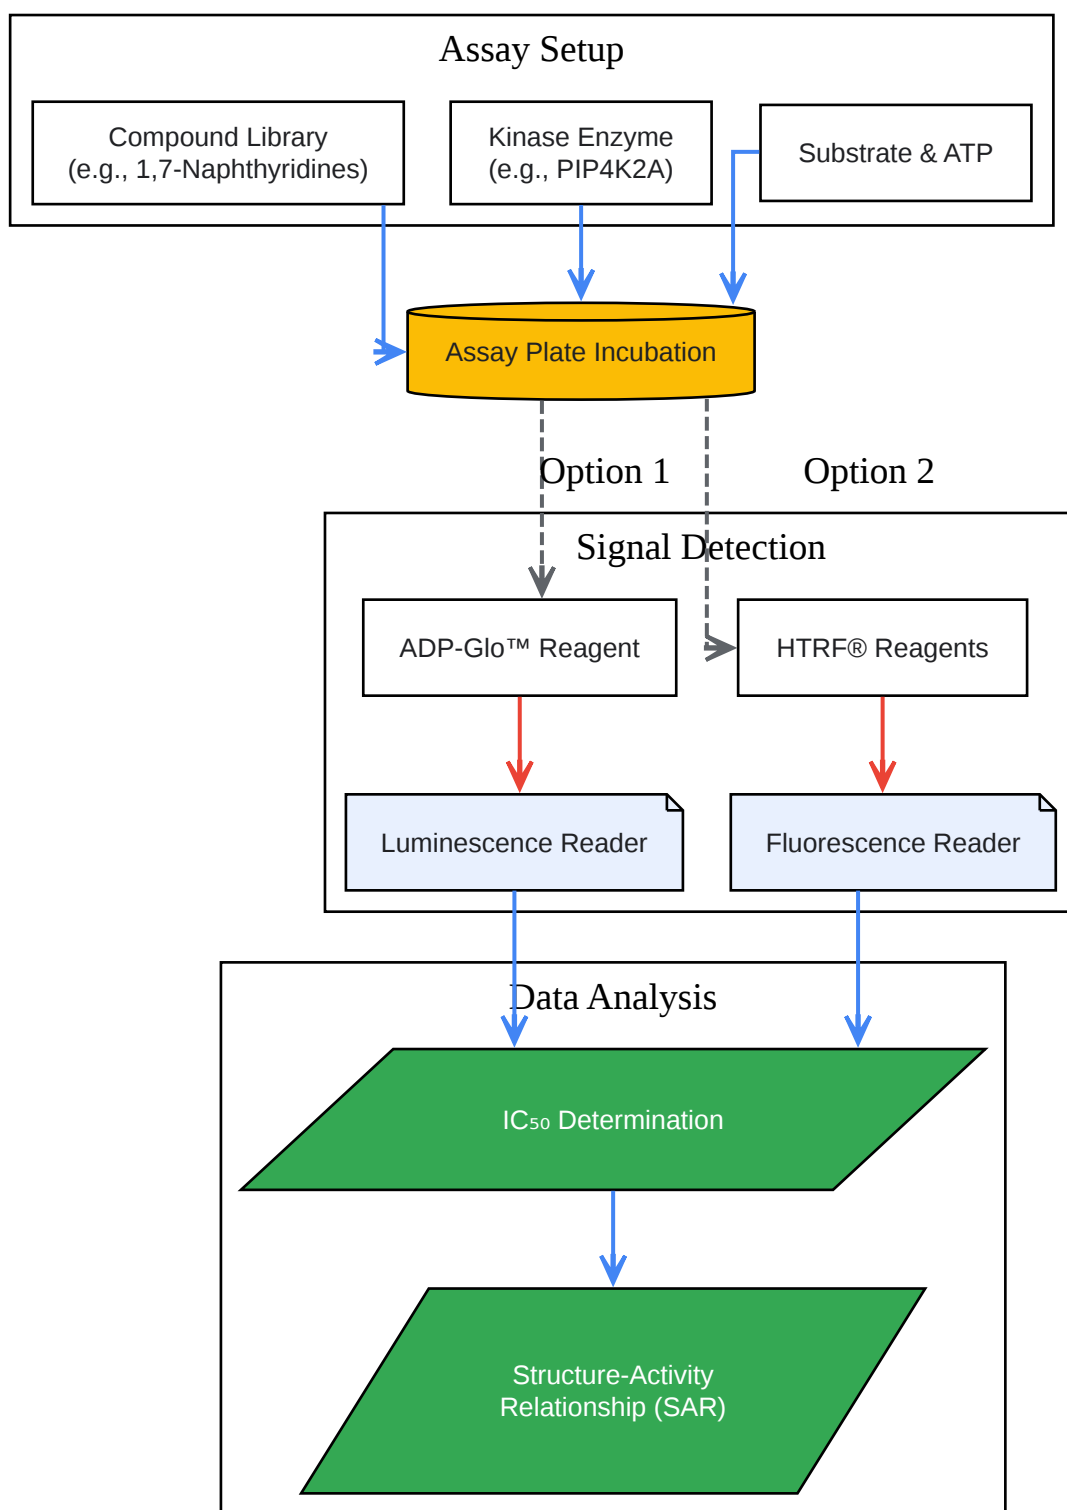 Assay Setup
Compound Library
(e.g., 1,7-Naphthyridines)
Kinase Enzyme
(e.g., PIP4K2A)
Substrate & ATP
Assay Plate Incubation
Option 1
Option 2
Signal Detection
ADP-Glo™ Reagent
HTRF® Reagents
Luminescence Reader
Fluorescence Reader
Data Analysis
IC₅₀ Determination
Structure-Activity
Relationship (SAR)